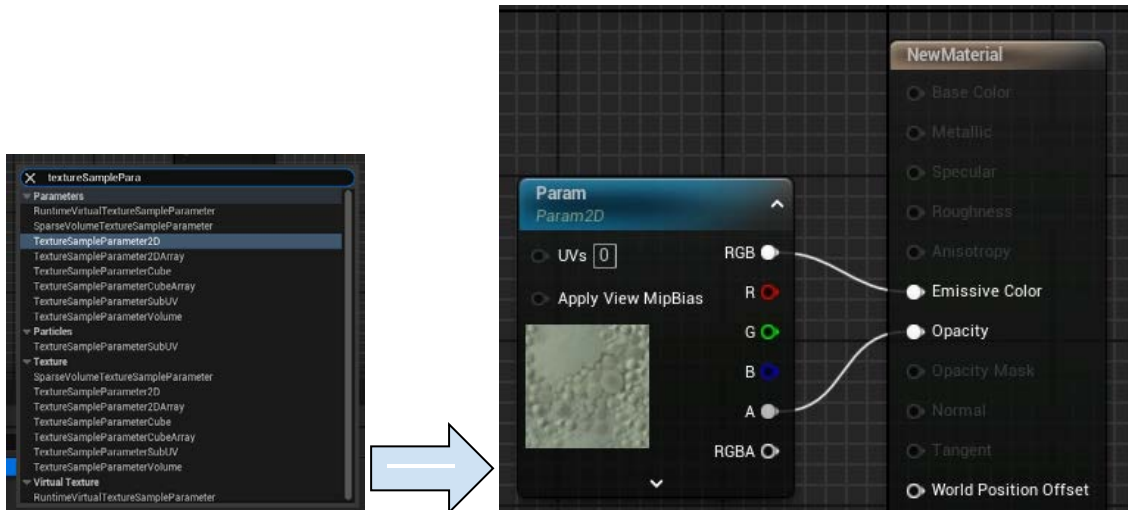 textureSamplePara
Parameters
RuntimeVirtualTextureSampleParameter
SparseVolumeTextureSampleParameter
TextureSampleParameter2D
TextureSampleParameter2DArray
TextureSampleParameterCube
TextureSampleParameterCubeArray
TextureSampleParameterSubUV
TextureSampleParameterVolume
Particles
TextureSampleParameterSubUV
Texture
SparseVolumeTextureSampleParameter
TextureSampleParameter2D
TextureSampleParameter2DArray
TextureSampleParameterCube
TextureSampleParameterCubeArray
TextureSampleParameterSubUV
TextureSampleParameterVolume
Virtual Texture
RuntimeVirtualTextureSampleParameter
Param
Param2D
UVs 0
Apply View MipBias
RGB
R
G
B
A
RGBA
NewMaterial
Base Color
Metallic
Specular
Roughness
Anisotropy
Emissive Color
Opacity
Opacity Mask
Normal
Tangent
World Position Offset